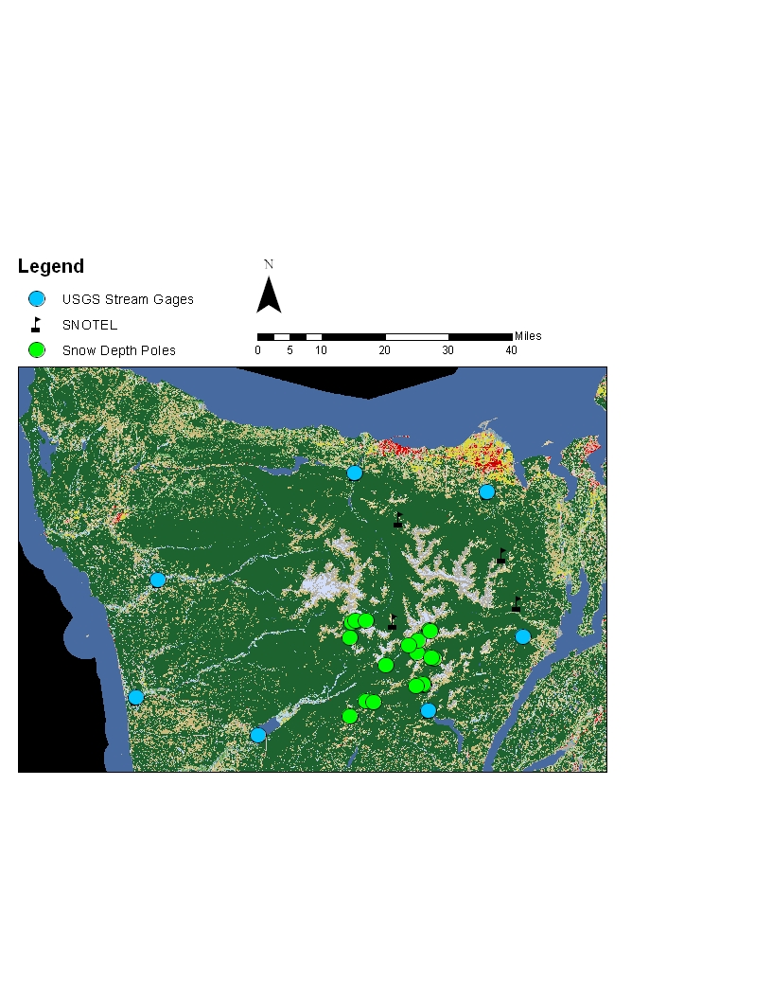 Legend
N
USGS Stream Gages
SNOTEL
Snow Depth Poles
Miles
0 5 10 20 30 40